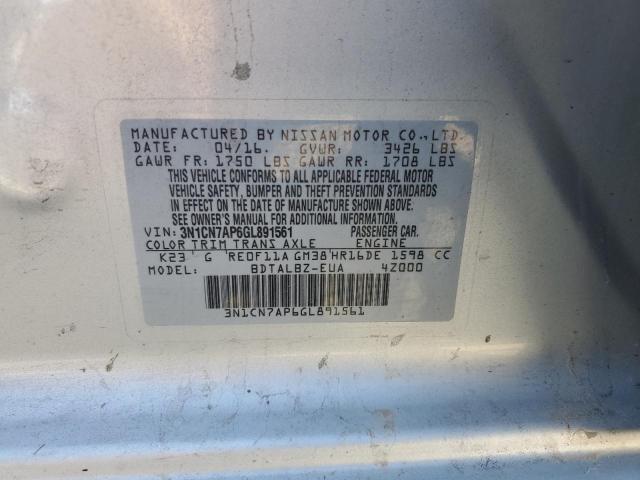 MANUFACTURED BY NISSAN MOTOR CO., LTD.
DATE: 04/16. GVWR: 3426 LBS
GAWR FR: 1750 LBS GAWR RR: 1708 LBS
THIS VEHICLE CONFORMS TO ALL APPLICABLE FEDERAL MOTOR
VEHICLE SAFETY, BUMPER AND THEFT PREVENTION STANDARDS
IN EFFECT ON THE DATE OF MANUFACTURE SHOWN ABOVE.
SEE OWNER'S MANUAL FOR MORE INFORMATION.
VIN: 3N1CN7AP6GL891561 PASSENGER CAR.
COLOR TRIM TRANS AXLE ENGINE
K23 G RE0F11A GM38 HR16DE 1598 CC
MODEL: BDTALBZ-EUA 4Z000
3N1CN7AP6GL891561